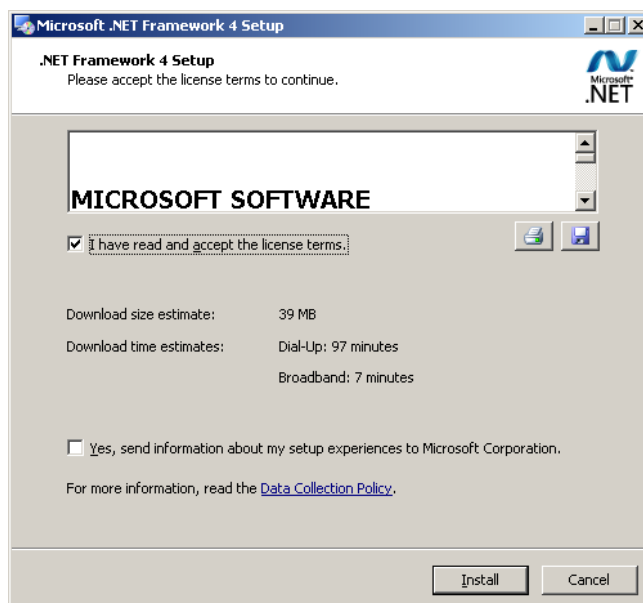 Microsoft .NET Framework 4 Setup
.NET Framework 4 Setup
Please accept the license terms to continue.
Microsoft®
.NET
MICROSOFT SOFTWARE
I have read and accept the license terms.
Download size estimate: 39 MB
Download time estimates: Dial-Up: 97 minutes
Broadband: 7 minutes
Yes, send information about my setup experiences to Microsoft Corporation.
For more information, read the Data Collection Policy.
Install Cancel